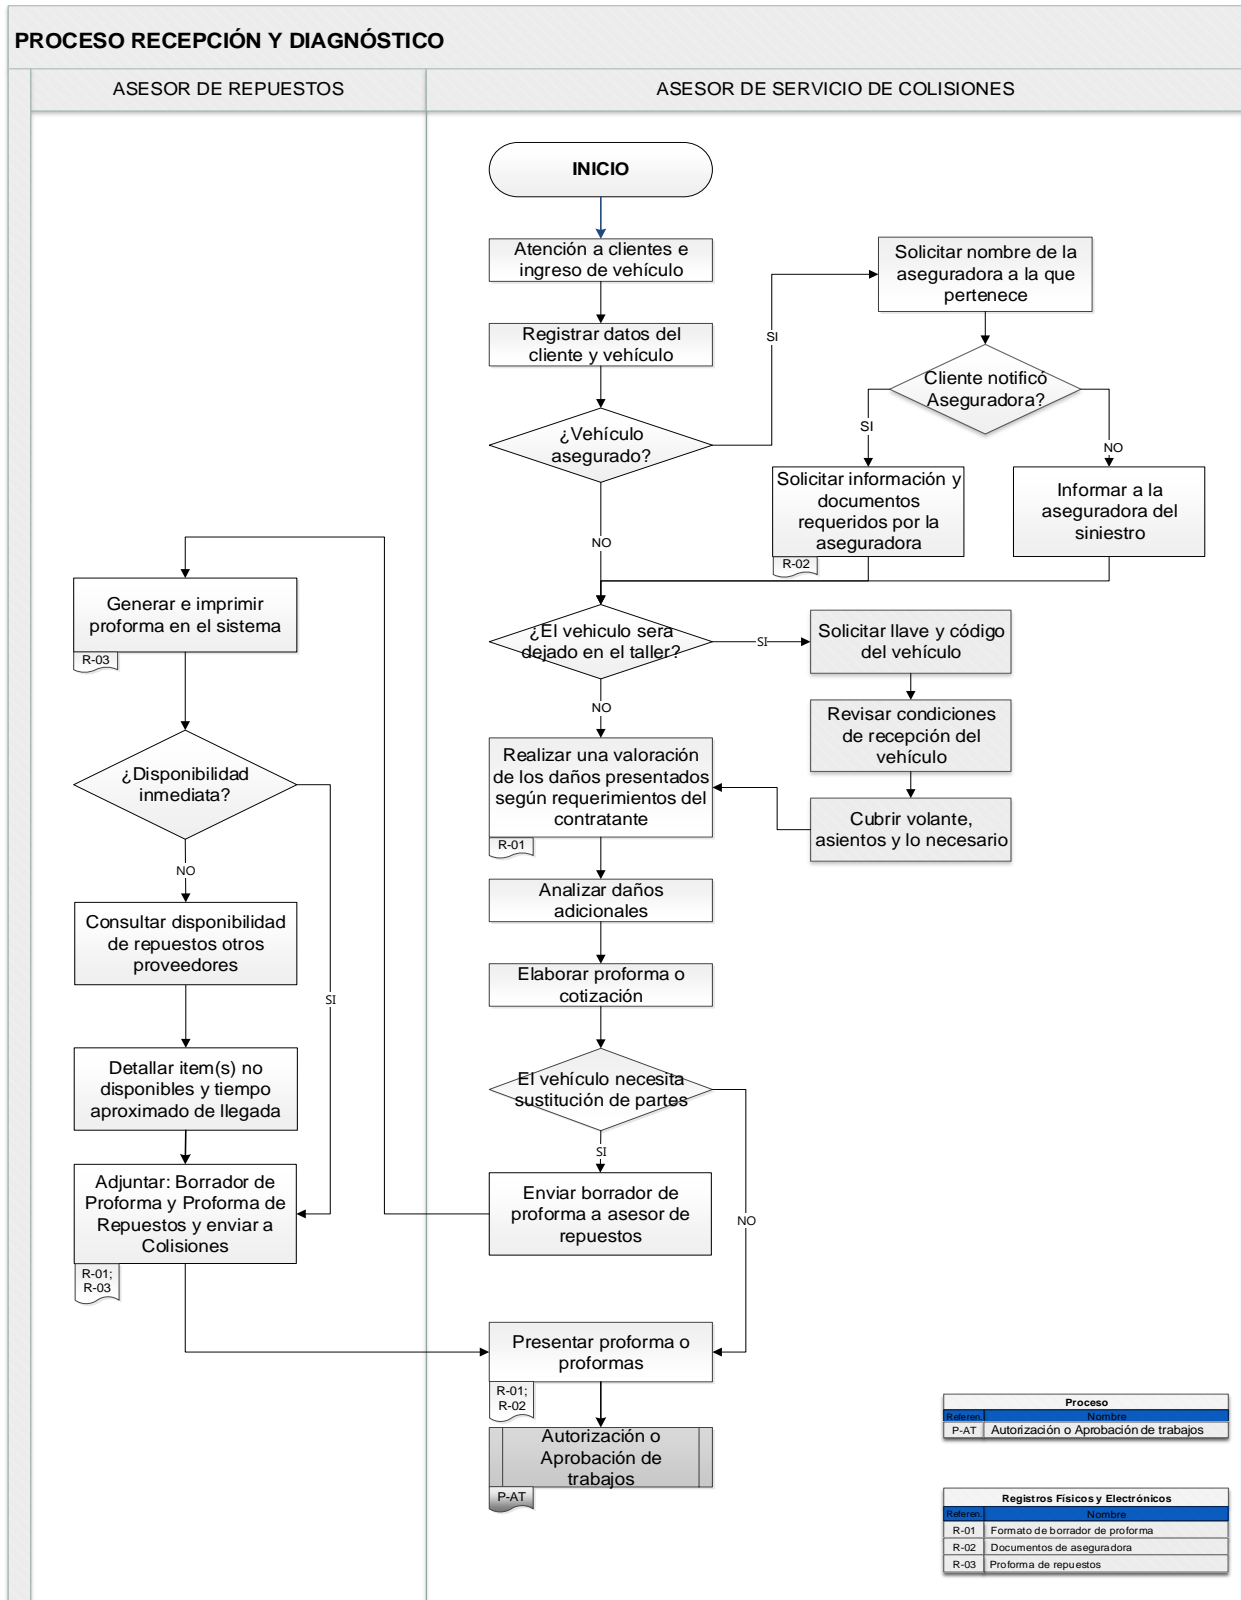 PROCESO RECEPCIÓN Y DIAGNÓSTICO
ASESOR DE REPUESTOS
ASESOR DE SERVICIO DE COLISIONES
INICIO
Atención a clientes e
ingreso de vehículo
Registrar datos del
cliente y vehículo
¿Vehículo
asegurado?
SI
Solicitar nombre de la
aseguradora a la que
pertenece
Cliente notificó
Aseguradora?
SI
NO
Solicitar información y
documentos
requeridos por la
aseguradora
R-02
Informar a la
aseguradora del
siniestro
NO
¿El vehiculo sera
dejado en el taller?
SI
Solicitar llave y código
del vehículo
Revisar condiciones
de recepción del
vehículo
Cubrir volante,
asientos y lo necesario
NO
Realizar una valoración
de los daños presentados
según requerimientos del
contratante
R-01
Analizar daños
adicionales
Elaborar proforma o
cotización
El vehículo necesita
sustitución de partes
SI
NO
Enviar borrador de
proforma a asesor de
repuestos
Generar e imprimir
proforma en el sistema
R-03
¿Disponibilidad
inmediata?
NO
SI
Consultar disponibilidad
de repuestos otros
proveedores
Detallar item(s) no
disponibles y tiempo
aproximado de llegada
Adjuntar: Borrador de
Proforma y Proforma de
Repuestos y enviar a
Colisiones
R-01;
R-03
Presentar proforma o
proformas
R-01;
R-02
Autorización o
Aprobación de
trabajos
P-AT
Proceso
Referen. Nombre
P-AT Autorización o Aprobación de trabajos
Registros Físicos y Electrónicos
Referen. Nombre
R-01 Formato de borrador de proforma
R-02 Documentos de aseguradora
R-03 Proforma de repuestos